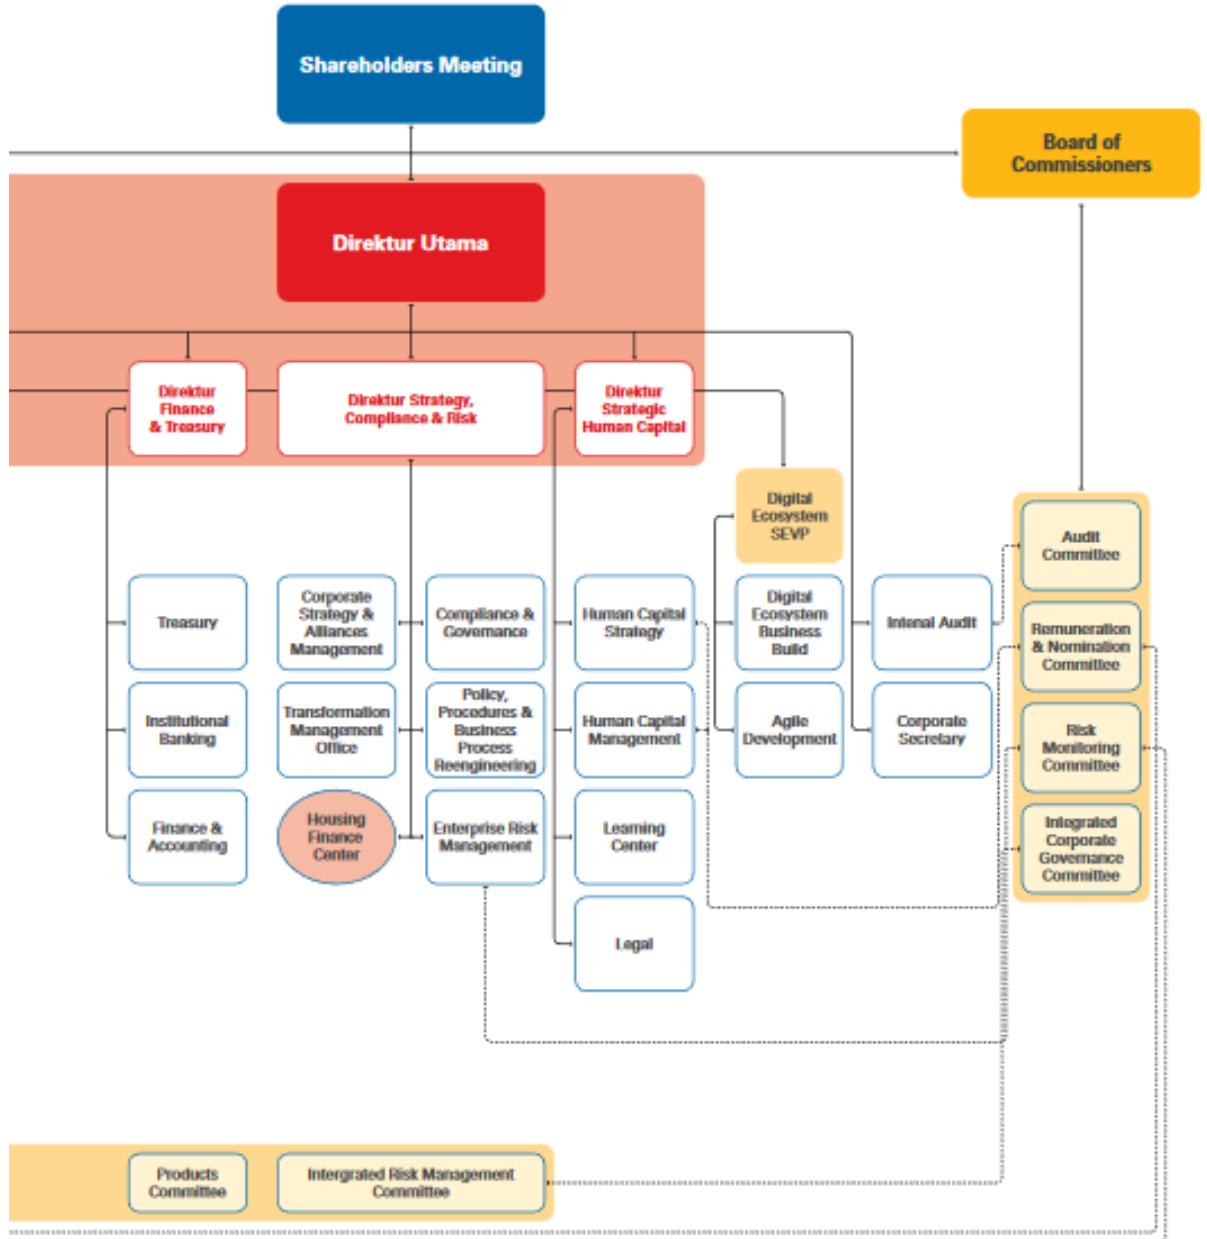 Shareholders Meeting
Board of
Commissioners
Direktur Utama
Direktur
Finance
& Treasury
Direktur Strategy,
Compliance & Risk
Direktur
Strategic
Human Capital
Digital
Ecosystem
SEVP
Audit
Committee
Treasury
Corporate
Strategy &
Alliances
Management
Compliance &
Governance
Human Capital
Strategy
Digital
Ecosystem
Business
Build
Intenal Audit
Remuneration
& Nomination
Committee
Institutional
Banking
Transformation
Management
Office
Policy,
Procedures &
Business
Process
Reengineering
Human Capital
Management
Agile
Development
Corporate
Secretary
Risk
Monitoring
Committee
Finance &
Accounting
Housing
Finance
Center
Enterprise Risk
Management
Learning
Center
Integrated
Corporate
Governance
Committee
Legal
Products
Committee
Intergrated Risk Management
Committee